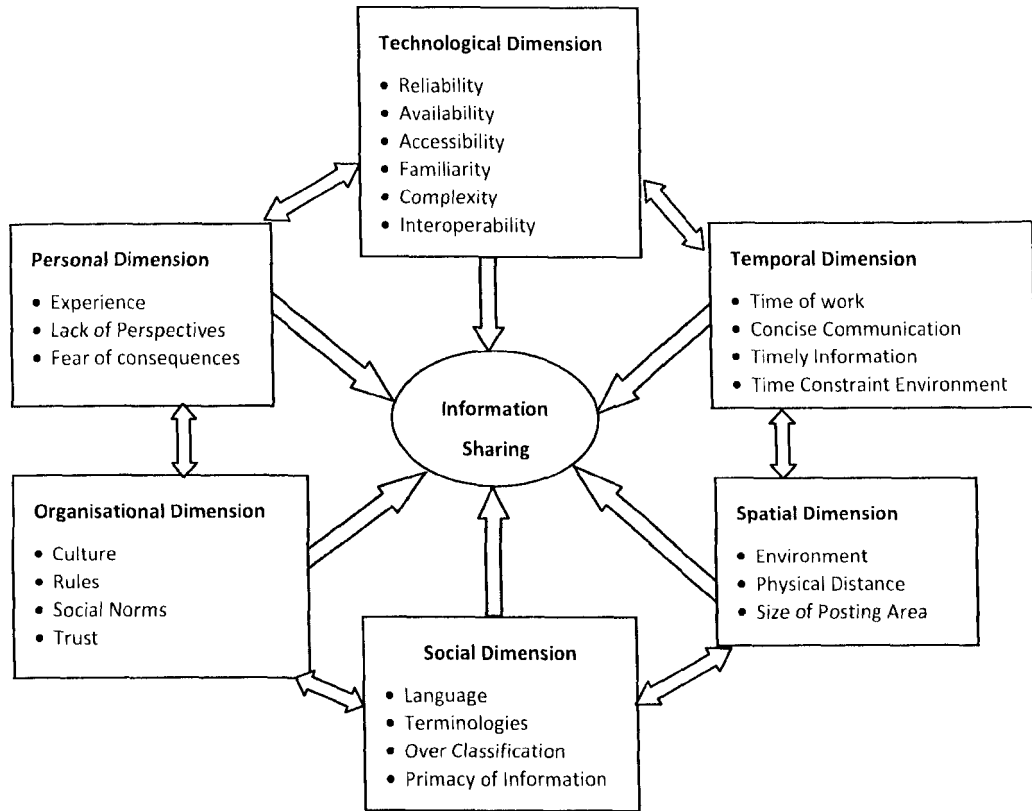 Technological Dimension
• Reliability
• Availability
• Accessibility
• Familiarity
• Complexity
• Interoperability
Personal Dimension
• Experience
• Lack of Perspectives
• Fear of consequences
Temporal Dimension
• Time of work
• Concise Communication
• Timely Information
• Time Constraint Environment
Information
Sharing
Organisational Dimension
• Culture
• Rules
• Social Norms
• Trust
Spatial Dimension
• Environment
• Physical Distance
• Size of Posting Area
Social Dimension
• Language
• Terminologies
• Over Classification
• Primacy of Information